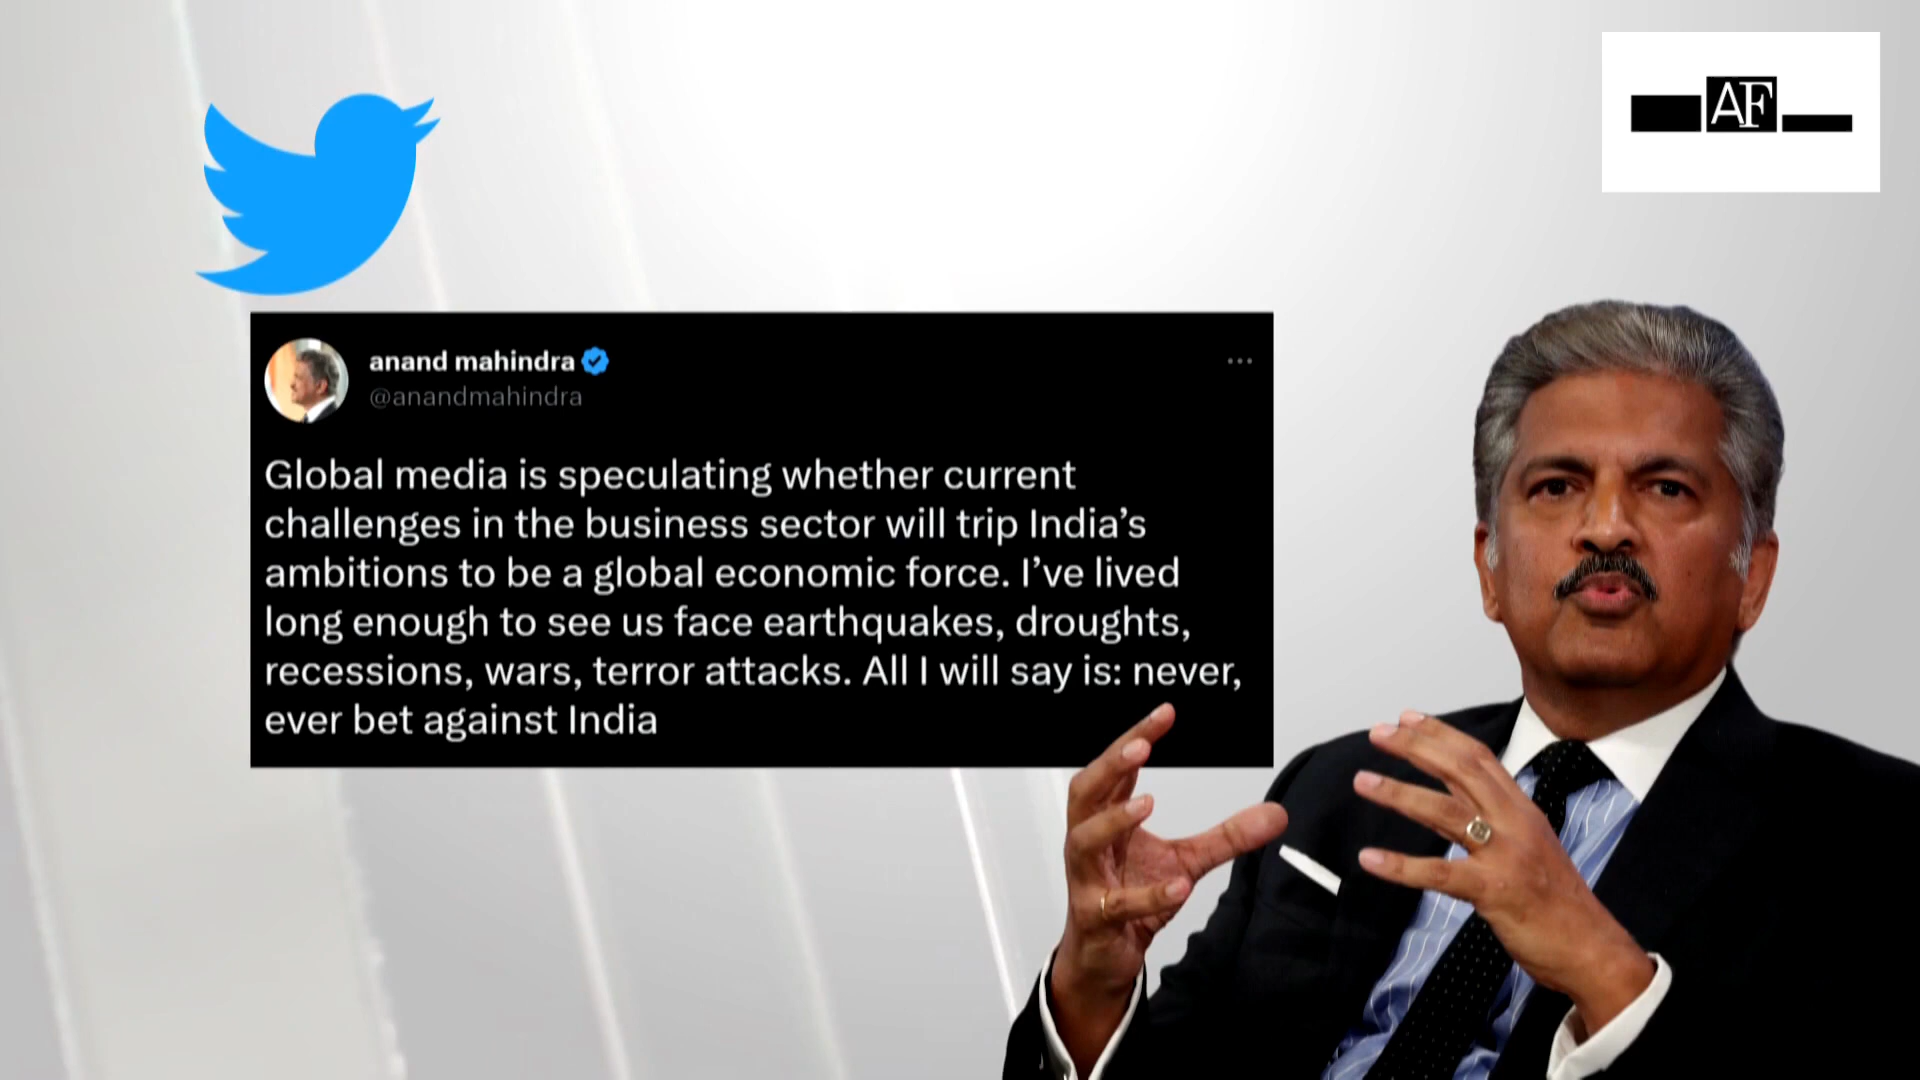 AF
anand mahindra
@anandmahindra
Global media is speculating whether current
challenges in the business sector will trip India’s
ambitions to be a global economic force. I’ve lived
long enough to see us face earthquakes, droughts,
recessions, wars, terror attacks. All I will say is: never,
ever bet against India